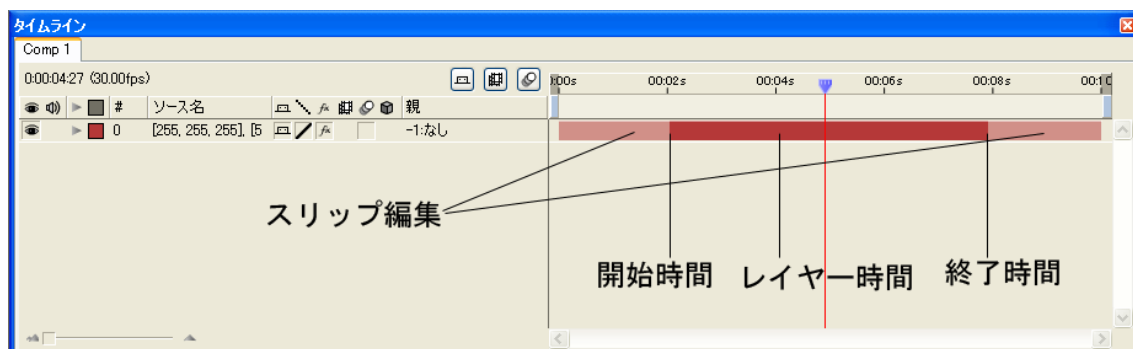 タイムライン
Comp 1
0:00:04:27 (30.00fps)
00s 00:02s 00:04s 00:06s 00:08s
# ソース名 親
0 [255, 255, 255], [5 -1:なし
スリップ編集
開始時間 レイヤー時間 終了時間